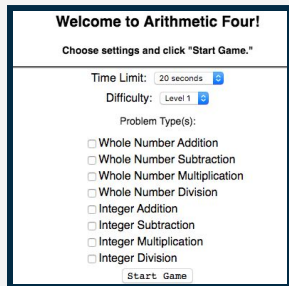 Welcome to Arithmetic Four!
Choose settings and click "Start Game."
Time Limit: 20 seconds
Difficulty: Level 1
Problem Type(s):
Whole Number Addition
Whole Number Subtraction
Whole Number Multiplication
Whole Number Division
Integer Addition
Integer Subtraction
Integer Multiplication
Integer Division
Start Game